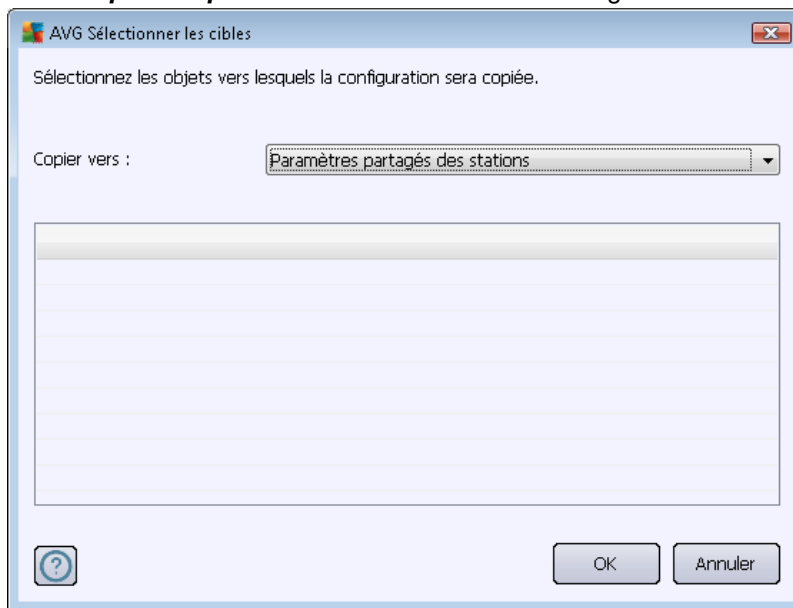 AVG Sélectionner les cibles
Sélectionnez les objets vers lesquels la configuration sera copiée.
Copier vers :
Paramètres partagés des stations
OK
Annuler